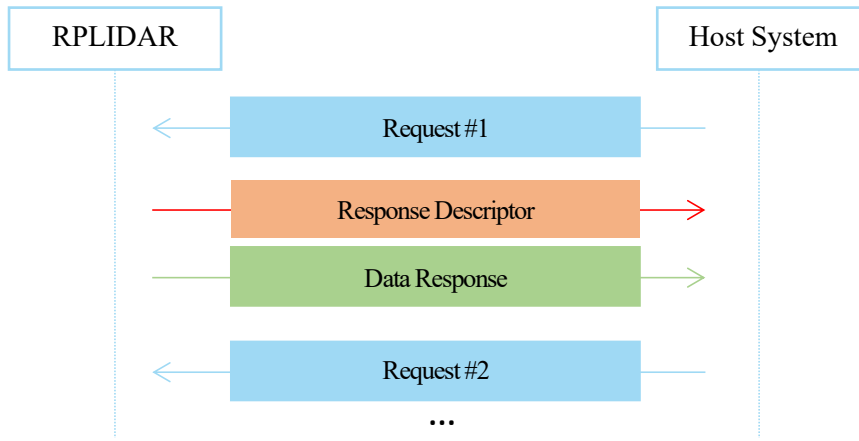 RPLIDAR
Host System
Request #1
Response Descriptor
Data Response
Request #2
...